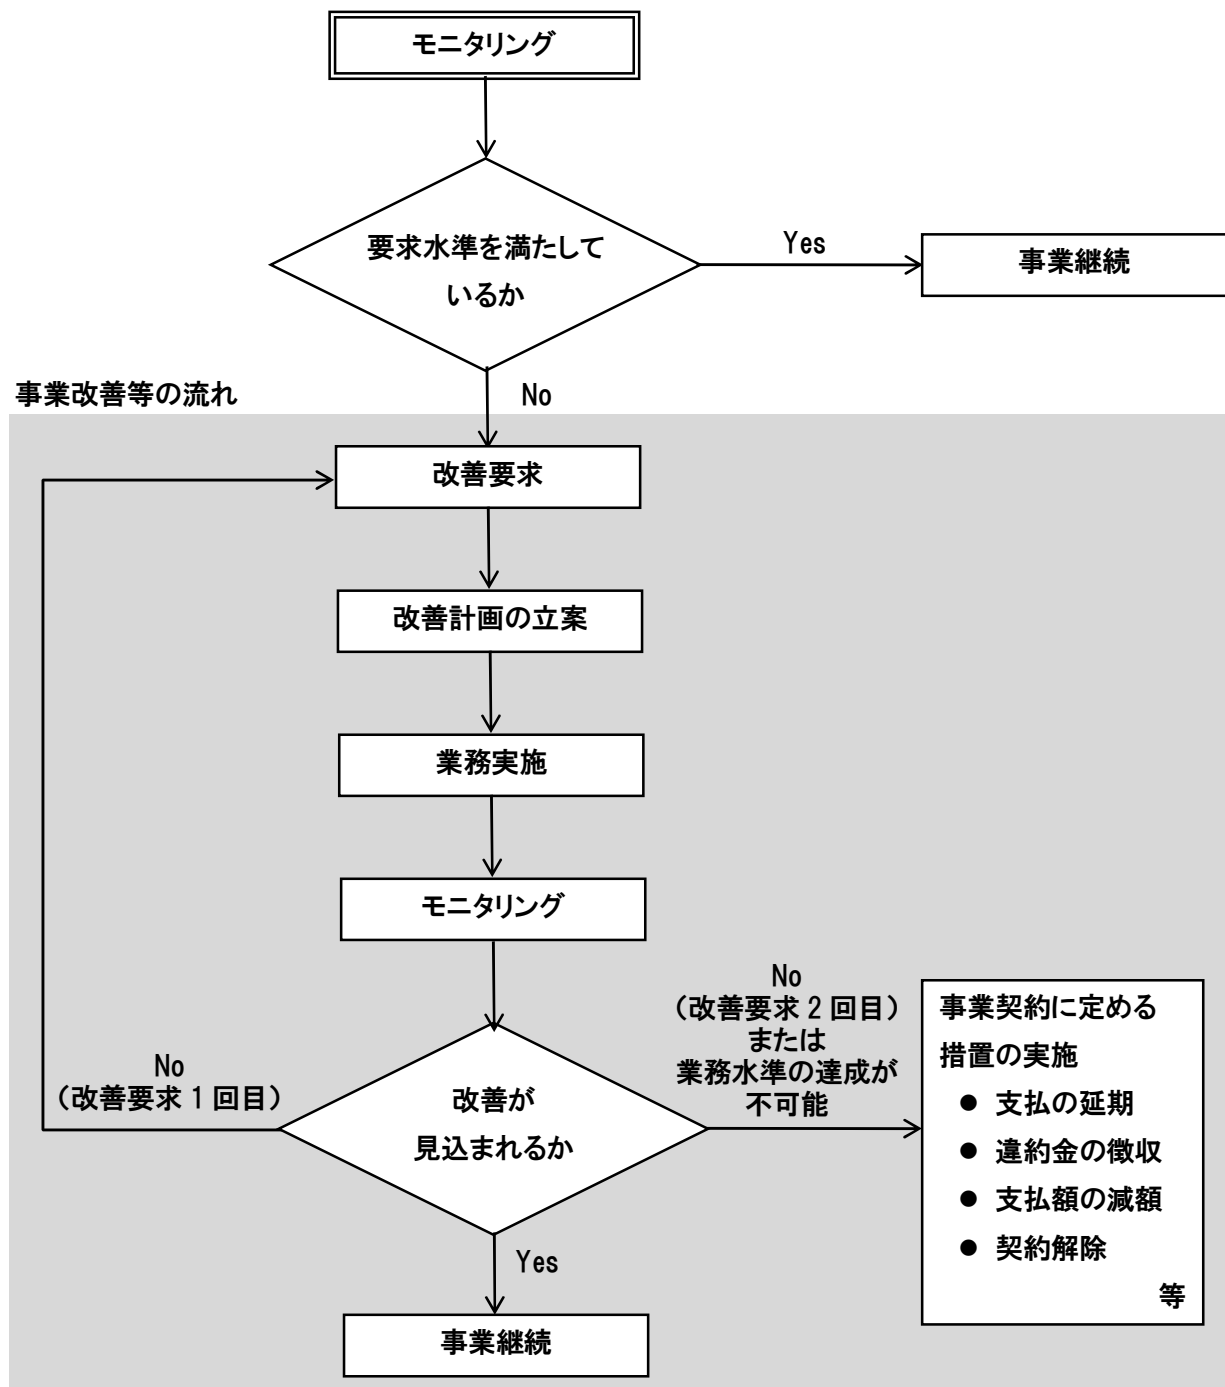 モニタリング
要求水準を満たして
いるか
Yes
事業継続
No
事業改善等の流れ
改善要求
改善計画の立案
業務実施
モニタリング
No
（改善要求１回目）
改善が
見込まれるか
No
（改善要求２回目）
または
業務水準の達成が
不可能
事業契約に定める
措置の実施
● 支払の延期
● 違約金の徴収
● 支払額の減額
● 契約解除
等
Yes
事業継続